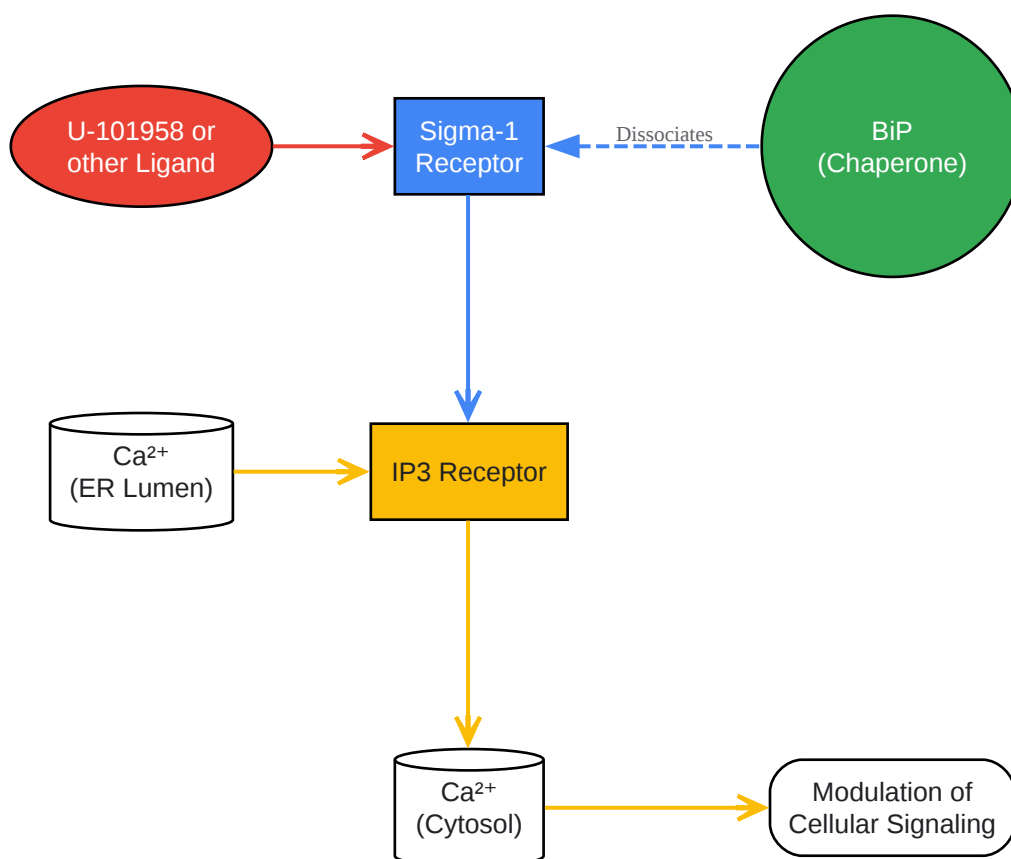 U-101958 or
other Ligand
Sigma-1
Receptor
Dissociates
BiP
(Chaperone)
Ca²⁺
(ER Lumen)
IP3 Receptor
Ca²⁺
(Cytosol)
Modulation of
Cellular Signaling